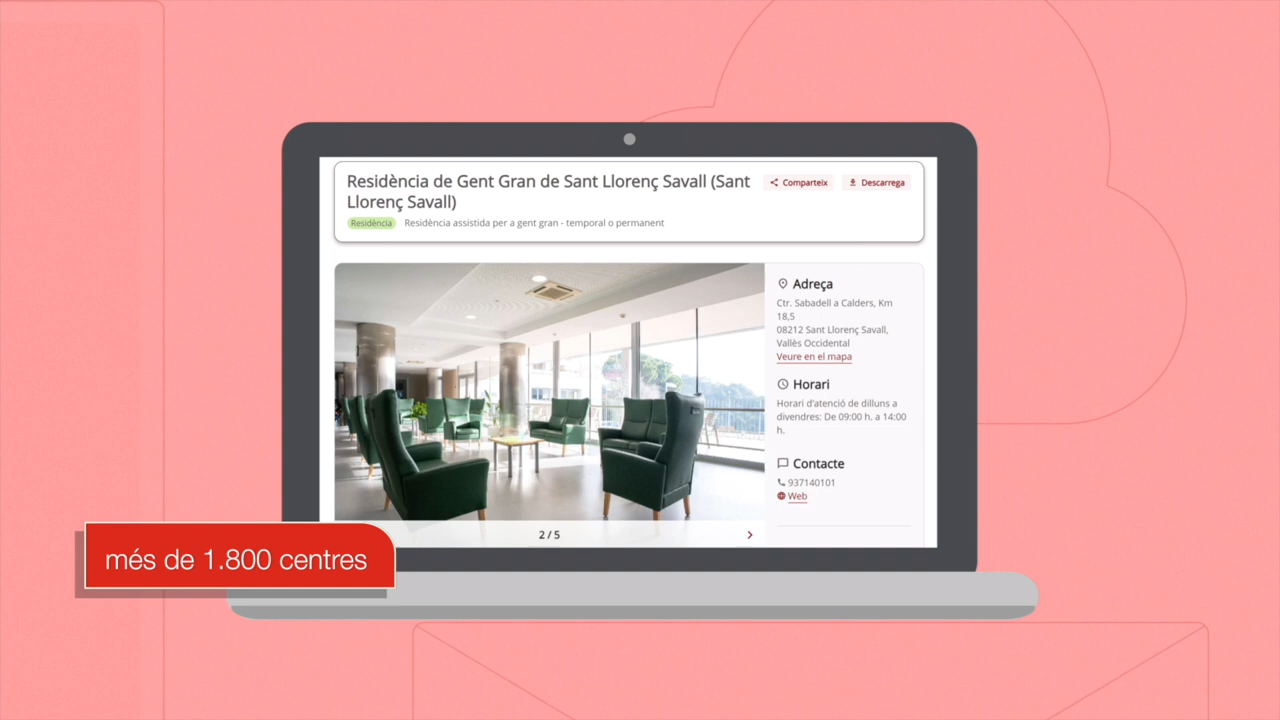 Residència de Gent Gran de Sant Llorenç Savall (Sant
Llorenç Savall)
Comparteix
Descarrega
Residència
Residència assistida per a gent gran - temporal o permanent
Adreça
Ctr. Sabadell a Calders, Km
18,5
08212 Sant Llorenç Savall,
Vallès Occidental
Veure en el mapa
Horari
Horari d'atenció de dilluns a
divendres: De 09:00 h. a 14:00
h.
Contacte
937140101
Web
2 / 5
més de 1.800 centres